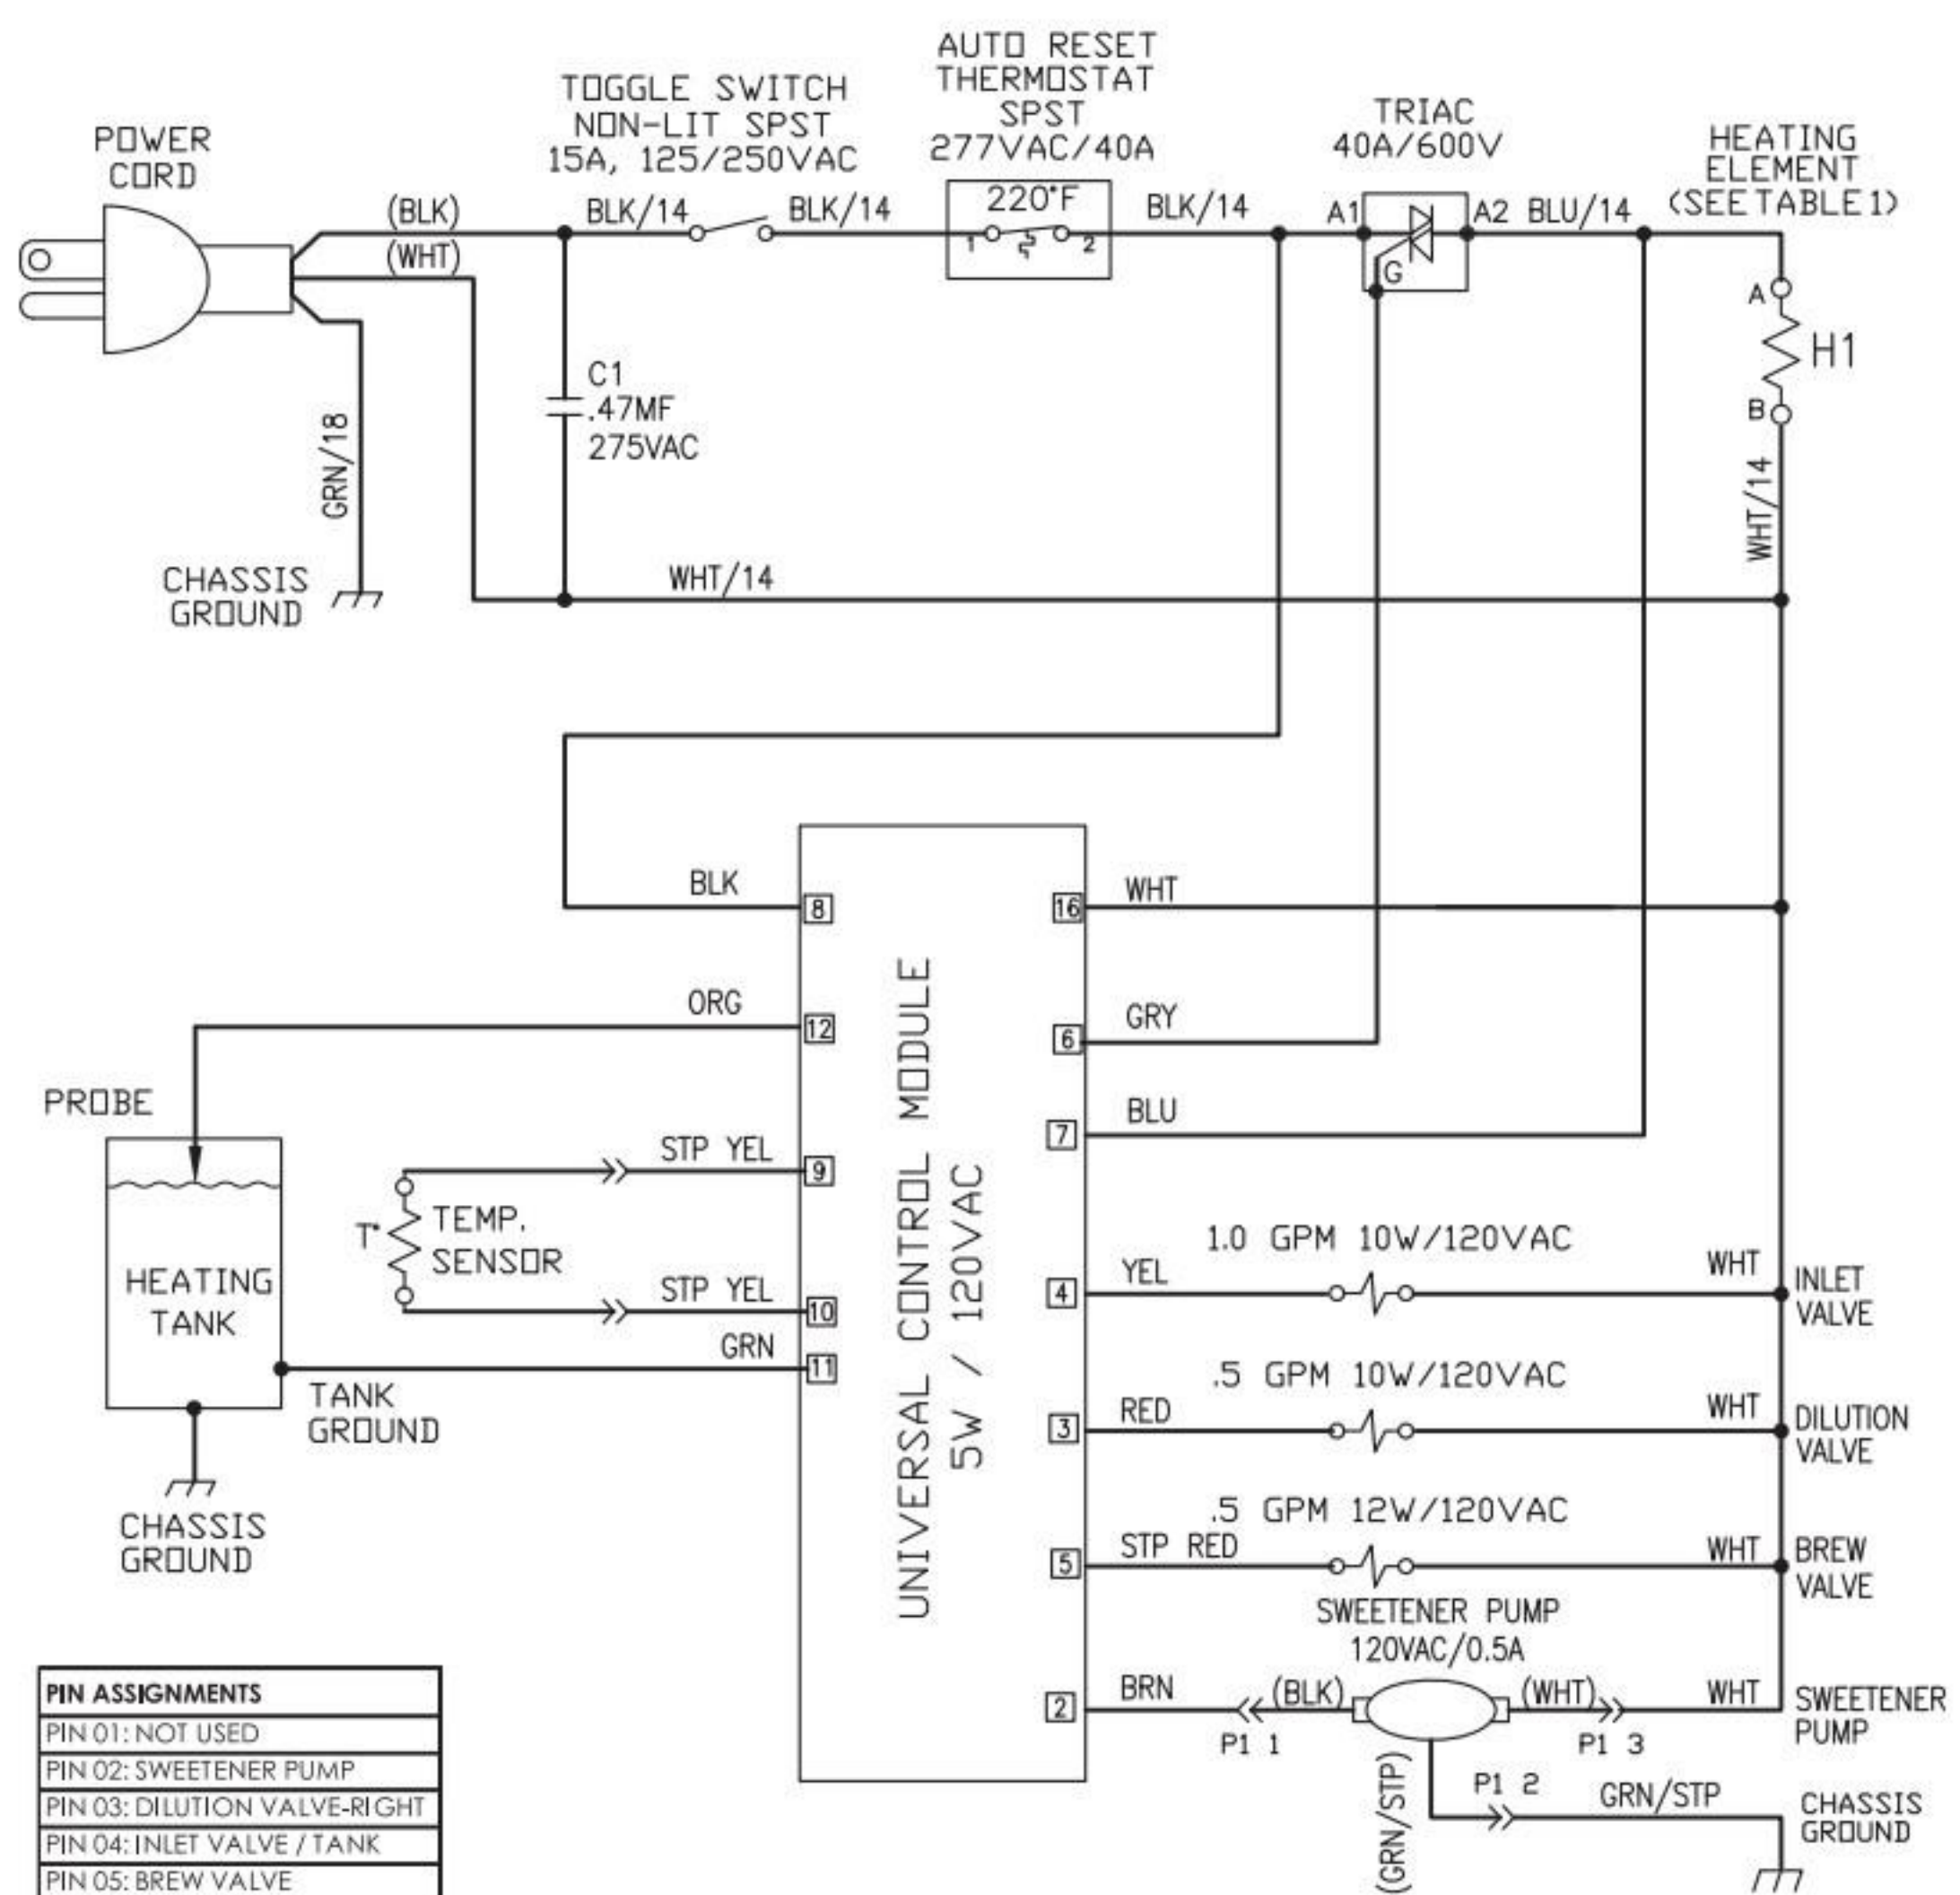 AUTO RESET
THERMOSTAT
SPST
277VAC/40A
TOGGLE SWITCH
NON-LIT SPST
15A, 125/250VAC
TRIAC
40A/600V
POWER
CORD
HEATING
ELEMENT
(SEE TABLE 1)
(BLK)
(WHT)
BLK/14
BLK/14
220°F
1
2
BLK/14
A1
A2
G
BLU/14
A
H1
B
C1
.47MF
275VAC
GRN/18
WHT/14
CHASSIS
GROUND
WHT/14
BLK
8
16
WHT
ORG
12
6
GRY
PROBE
7
BLU
STP YEL
9
T°
TEMP.
SENSOR
HEATING
TANK
STP YEL
10
GRN
11
TANK
GROUND
CHASSIS
GROUND
UNIVERSAL CONTROL MODULE
5W / 120VAC
1.0 GPM 10W/120VAC
4
YEL
WHT
INLET
VALVE
.5 GPM 10W/120VAC
3
RED
WHT
DILUTION
VALVE
.5 GPM 12W/120VAC
5
STP RED
WHT
BREW
VALVE
SWEETENER PUMP
120VAC/0.5A
2
BRN
(BLK)
(WHT)
WHT
SWEETENER
PUMP
P1 1
P1 3
(GRN/STP)
P1 2
GRN/STP
CHASSIS
GROUND
PIN ASSIGNMENTS
PIN 01: NOT USED
PIN 02: SWEETENER PUMP
PIN 03: DILUTION VALVE-RIGHT
PIN 04: INLET VALVE / TANK
PIN 05: BREW VALVE